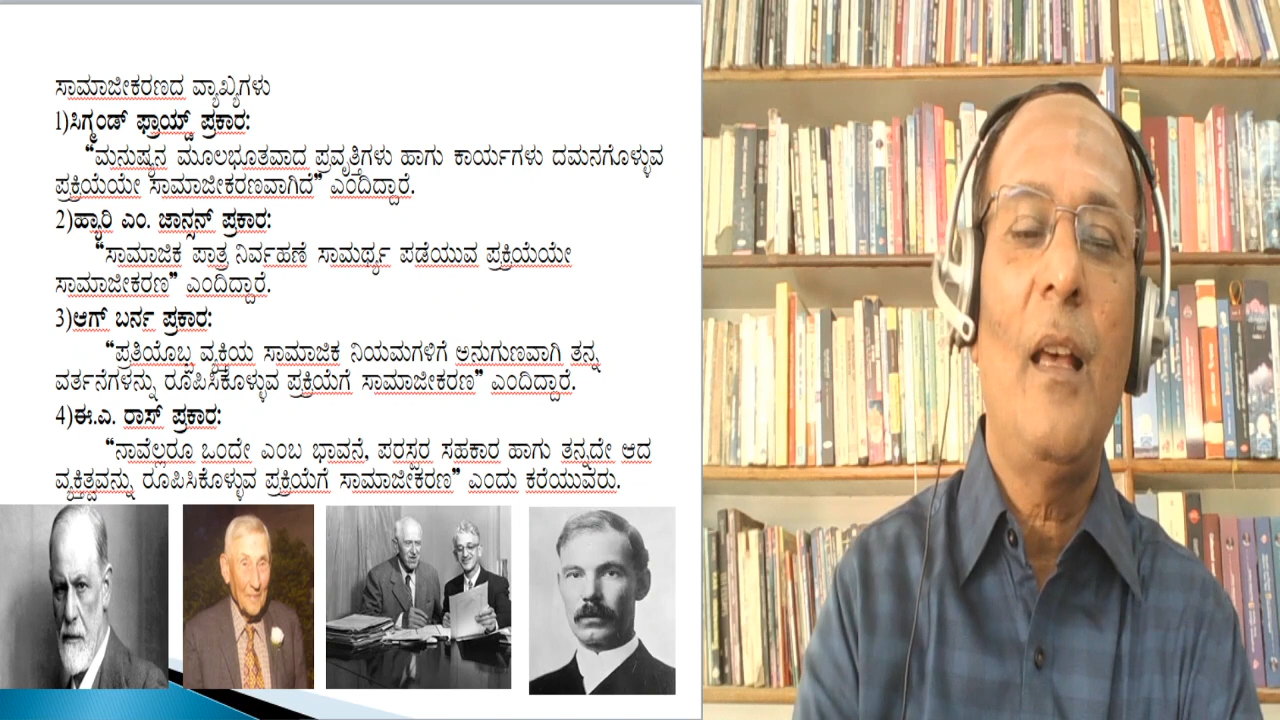 ಸಾಮಾಜೀಕರಣದ ವ್ಯಾಖ್ಯೆಗಳು
1)ಸಿಗ್ಮಂಡ್ ಫ್ರಾಯ್ಡ್ ಪ್ರಕಾರ:
“ಮನುಷ್ಯನ ಮೂಲಭೂತವಾದ ಪ್ರವೃತ್ತಿಗಳು ಹಾಗು ಕಾರ್ಯಗಳು ದಮನಗೊಳ್ಳುವ
ಪ್ರಕ್ರಿಯೆಯೇ ಸಾಮಾಜೀಕರಣವಾಗಿದೆ” ಎಂದಿದ್ದಾರೆ.
2)ಹ್ಯಾರಿ ಎಂ. ಜಾನ್ಸನ್ ಪ್ರಕಾರ:
“ಸಾಮಾಜಿಕ ಪಾತ್ರ ನಿರ್ವಹಣೆ ಸಾಮರ್ಥ್ಯ ಪಡೆಯುವ ಪ್ರಕ್ರಿಯೆಯೇ
ಸಾಮಾಜೀಕರಣ” ಎಂದಿದ್ದಾರೆ.
3)ಆಗ್ ಬರ್ನ ಪ್ರಕಾರ:
“ಪ್ರತಿಯೊಬ್ಬ ವ್ಯಕ್ತಿಯ ಸಾಮಾಜಿಕ ನಿಯಮಗಳಿಗೆ ಅನುಗುಣವಾಗಿ ತನ್ನ
ವರ್ತನೆಗಳನ್ನು ರೂಪಿಸಿಕೊಳ್ಳುವ ಪ್ರಕ್ರಿಯೆಗೆ ಸಾಮಾಜೀಕರಣ” ಎಂದಿದ್ದಾರೆ.
4)ಈ.ಎ. ರಾಸ್ ಪ್ರಕಾರ:
“ನಾವೆಲ್ಲರೂ ಒಂದೇ ಎಂಬ ಭಾವನೆ, ಪರಸ್ಪರ ಸಹಕಾರ ಹಾಗು ತನ್ನದೇ ಆದ
ವ್ಯಕ್ತಿತ್ವವನ್ನು ರೂಪಿಸಿಕೊಳ್ಳುವ ಪ್ರಕ್ರಿಯೆಗೆ ಸಾಮಾಜೀಕರಣ” ಎಂದು ಕರೆಯುವರು.